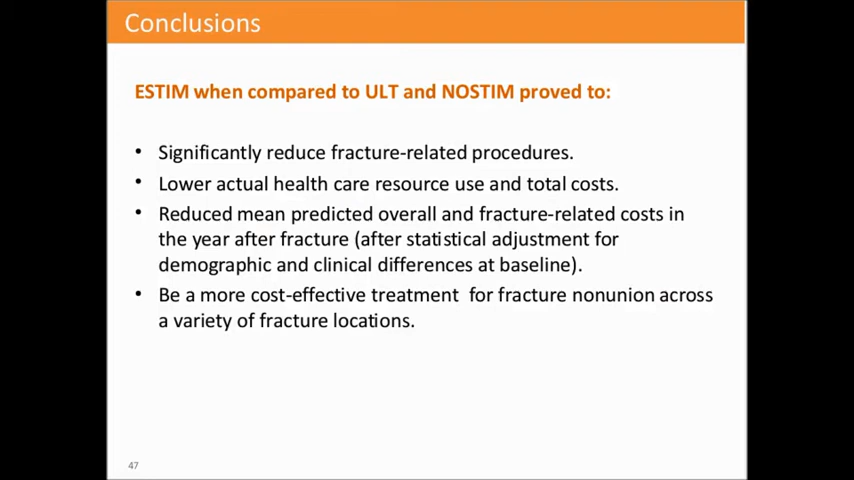 Conclusions
ESTIM when compared to ULT and NOSTIM proved to:
• Significantly reduce fracture-related procedures.
• Lower actual health care resource use and total costs.
• Reduced mean predicted overall and fracture-related costs in
the year after fracture (after statistical adjustment for
demographic and clinical differences at baseline).
• Be a more cost-effective treatment  for fracture nonunion across
a variety of fracture locations.
47